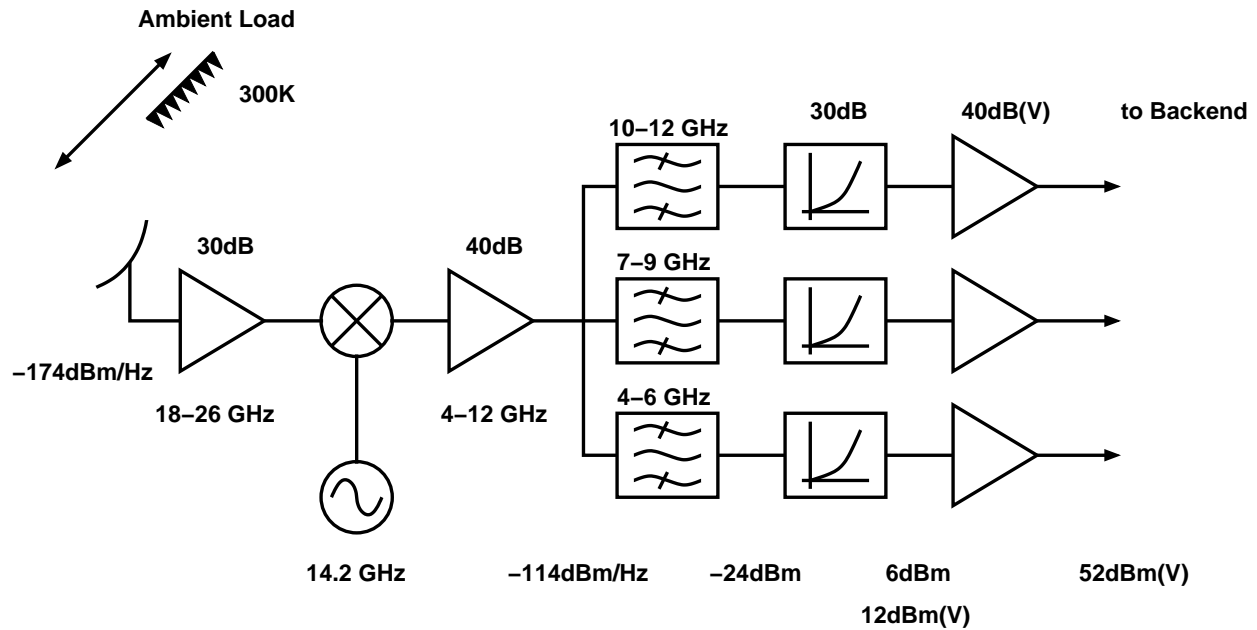 Ambient Load
300K
10–12 GHz
30dB
40dB(V)
to Backend
30dB
40dB
7–9 GHz
–174dBm/Hz
18–26 GHz
4–12 GHz
4–6 GHz
14.2 GHz
–114dBm/Hz
–24dBm
6dBm
52dBm(V)
12dBm(V)